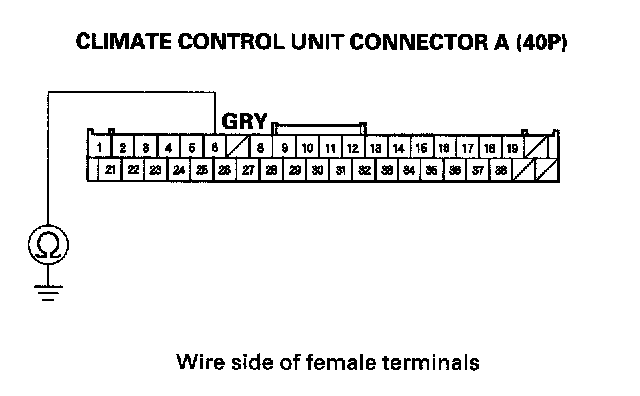 CLIMATE CONTROL UNIT CONNECTOR A (40P)
GRY
1 2 3 4 5 6 8 9 10 11 12 13 14 15 16 17 18 19
21 22 23 24 25 26 27 28 29 30 31 32 33 34 35 36 37 38
Ω
Wire side of female terminals